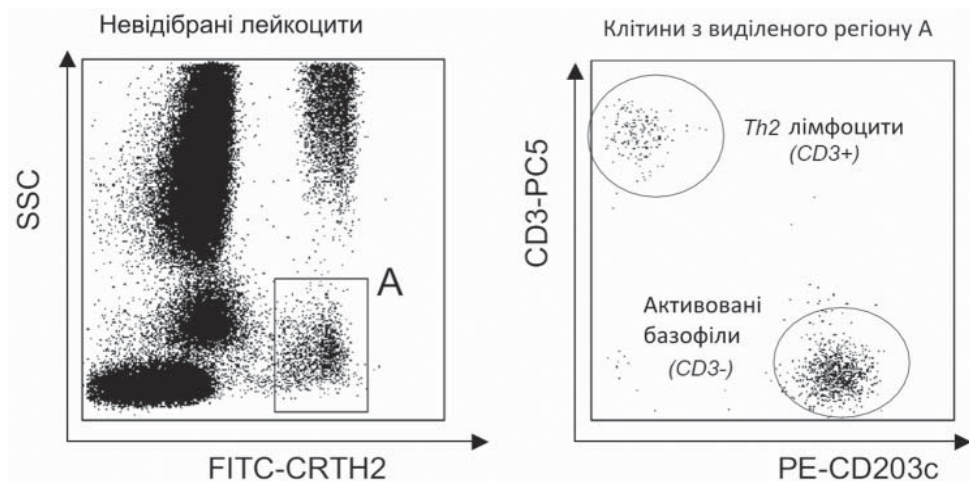 Невідібрані лейкоцити
SSC
A
FITC-CRTH2
Клітини з виділеного регіону А
CD3-PC5
Th2 лімфоцити
(CD3+)
Активовані
базофіли
(CD3-)
PE-CD203c